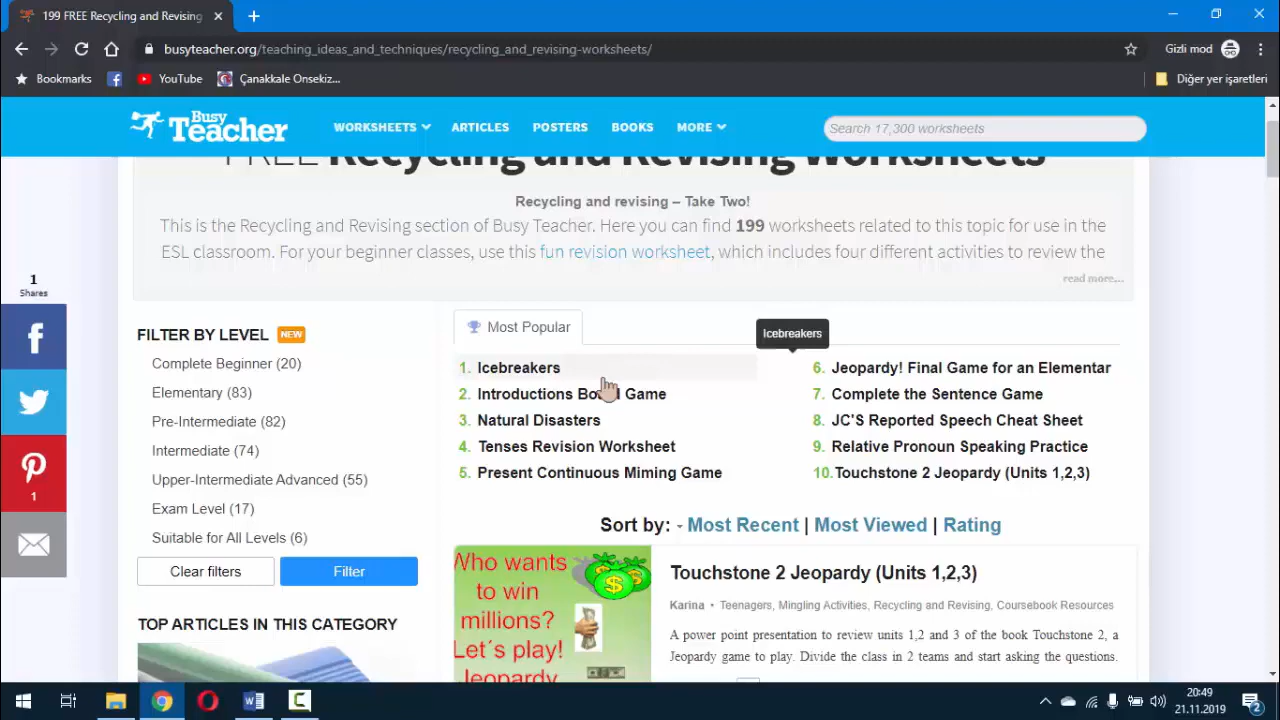 199 FREE Recycling and Revising
busyteacher.org/teaching_ideas_and_techniques/recycling_and_revising-worksheets/
Gizli mod
Bookmarks
YouTube
Çanakkale Onsekiz...
Diğer yer işaretleri
Busy
Teacher
WORKSHEETS
ARTICLES
POSTERS
BOOKS
MORE
Search 17,300 worksheets
FREE Recycling and Revising Worksheets
Recycling and revising – Take Two!
This is the Recycling and Revising section of Busy Teacher. Here you can find 199 worksheets related to this topic for use in the
ESL classroom. For your beginner classes, use this fun revision worksheet, which includes four different activities to review the
read more...
1
Shares
1
FILTER BY LEVEL NEW
Complete Beginner (20)
Elementary (83)
Pre-Intermediate (82)
Intermediate (74)
Upper-Intermediate Advanced (55)
Exam Level (17)
Suitable for All Levels (6)
Clear filters
Filter
TOP ARTICLES IN THIS CATEGORY
Most Popular
Icebreakers
1. Icebreakers
2. Introductions Game
3. Natural Disasters
4. Tenses Revision Worksheet
5. Present Continuous Miming Game
6. Jeopardy! Final Game for an Elementar
7. Complete the Sentence Game
8. JC'S Reported Speech Cheat Sheet
9. Relative Pronoun Speaking Practice
10. Touchstone 2 Jeopardy (Units 1,2,3)
Sort by: - Most Recent | Most Viewed | Rating
Who wants
to win
millions?
Let´s play!
Jeopardy
Touchstone 2 Jeopardy (Units 1,2,3)
Karina • Teenagers, Mingling Activities, Recycling and Revising, Coursebook Resources
A power point presentation to review units 1,2 and 3 of the book Touchstone 2, a
Jeopardy game to play. Divide the class in 2 teams and start asking the questions.
20:49
21.11.2019
2